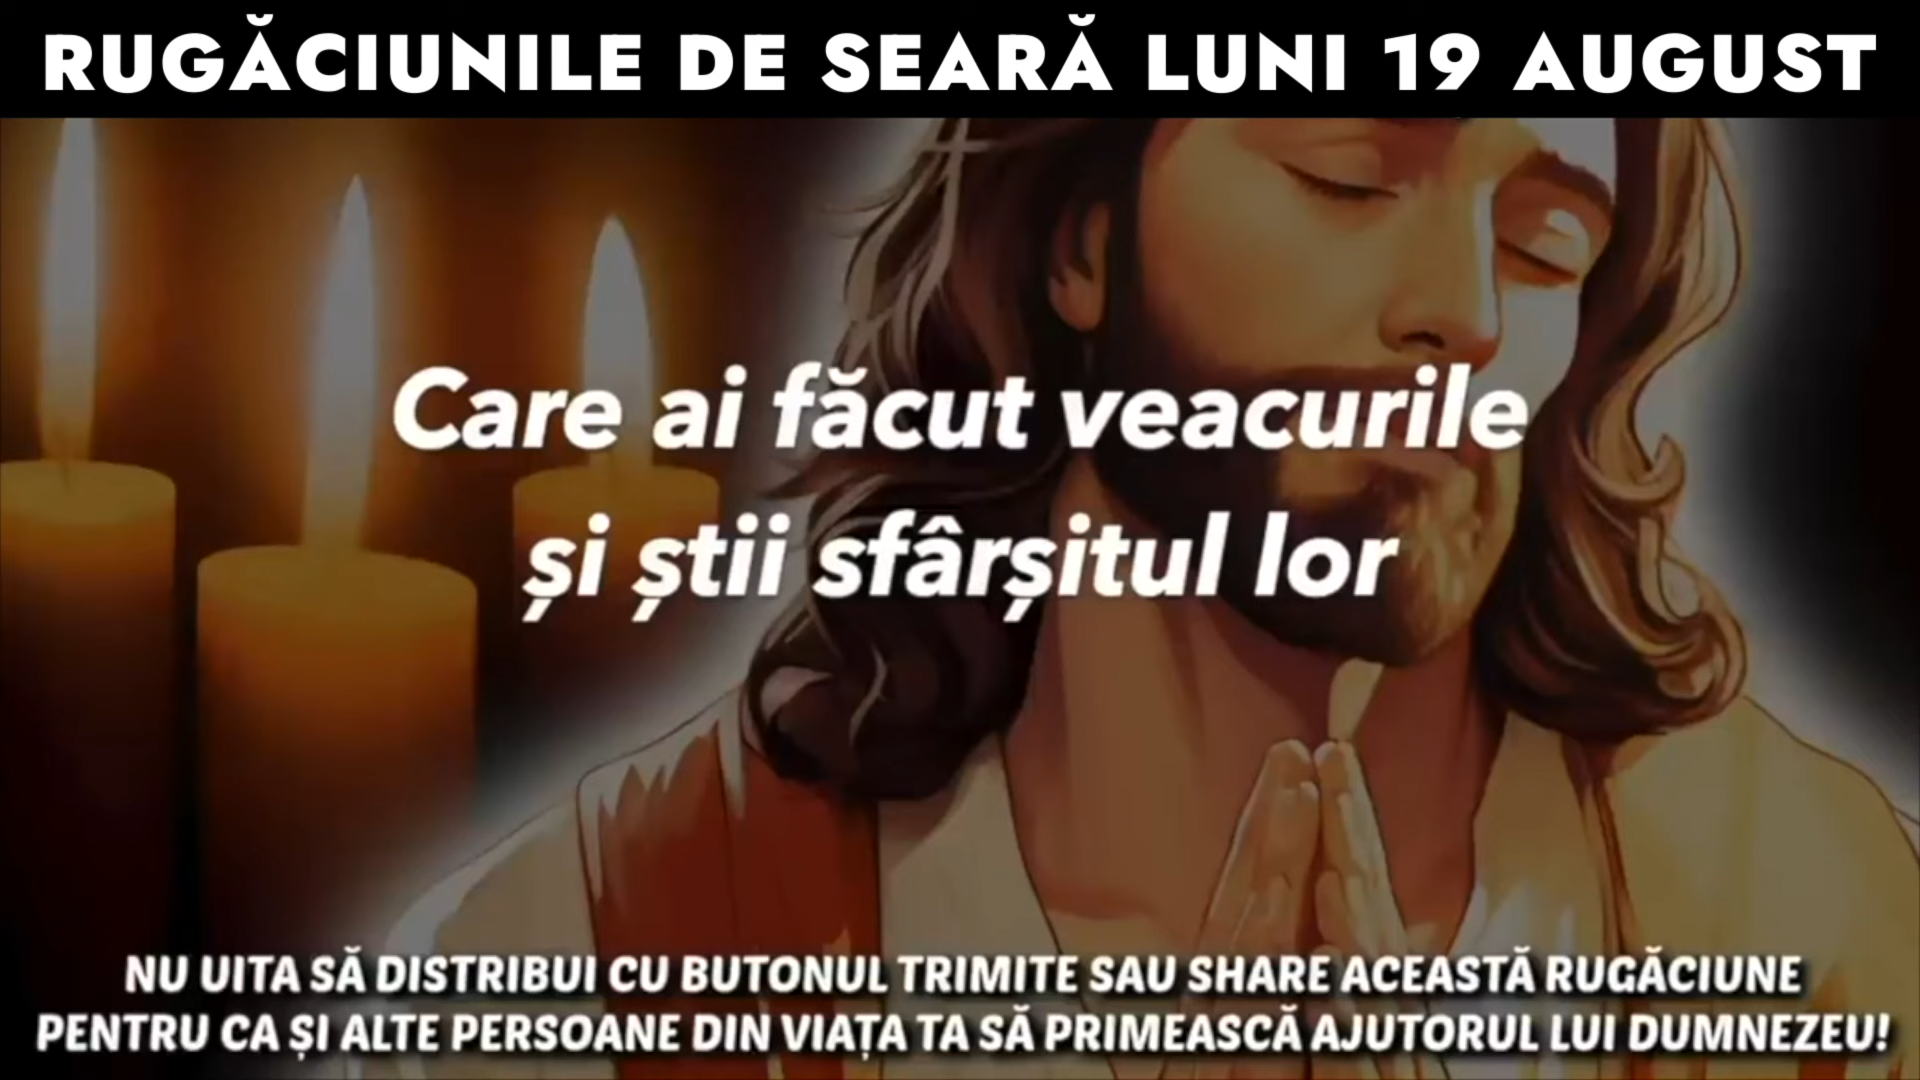 RUGĂCIUNILE DE SEARĂ LUNI 19 AUGUST
Care ai făcut veacurile
și știi sfârșitul lor
NU UITA SĂ DISTRIBUI CU BUTONUL TRIMITE SAU SHARE ACEASTĂ RUGĂCIUNE
PENTRU CA ȘI ALTE PERSOANE DIN VIAȚA TA SĂ PRIMEASCĂ AJUTORUL LUI DUMNEZEU!